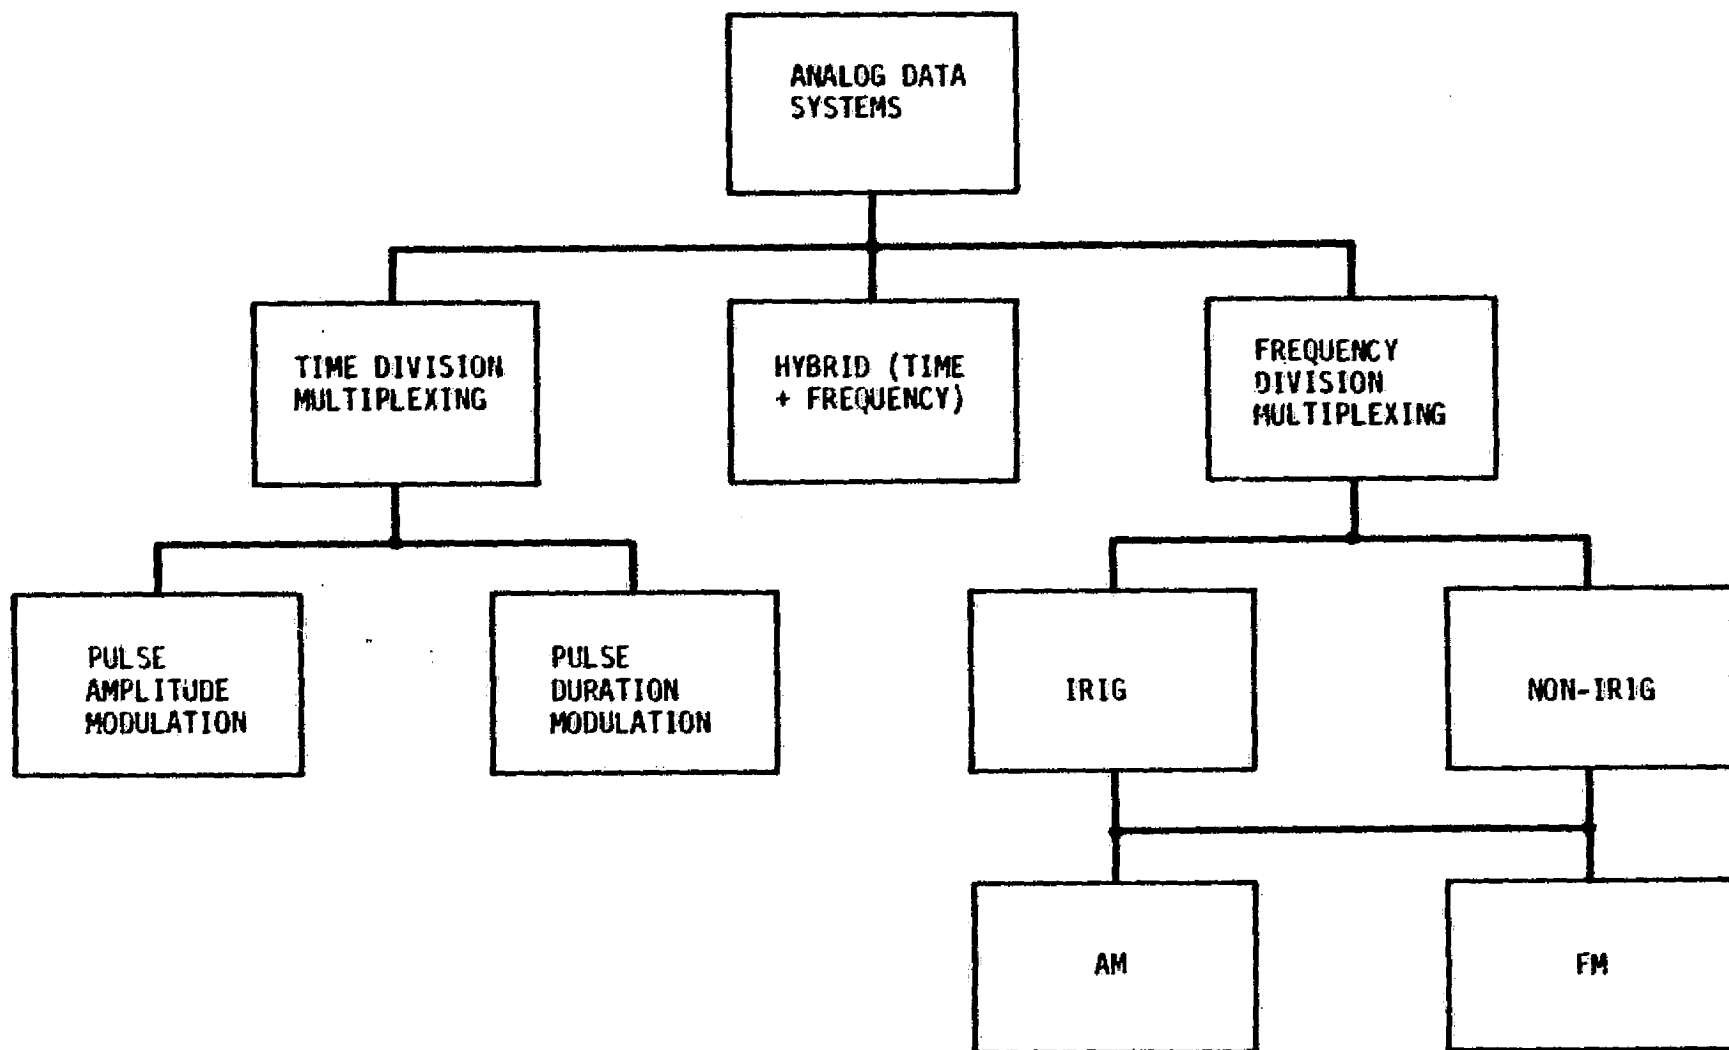 ANALOG DATA
SYSTEMS
TIME DIVISION
MULTIPLEXING
HYBRID (TIME
+ FREQUENCY)
FREQUENCY
DIVISION
MULTIPLEXING
PULSE
AMPLITUDE
MODULATION
PULSE
DURATION
MODULATION
IRIG
NON-IRIG
AM
FM